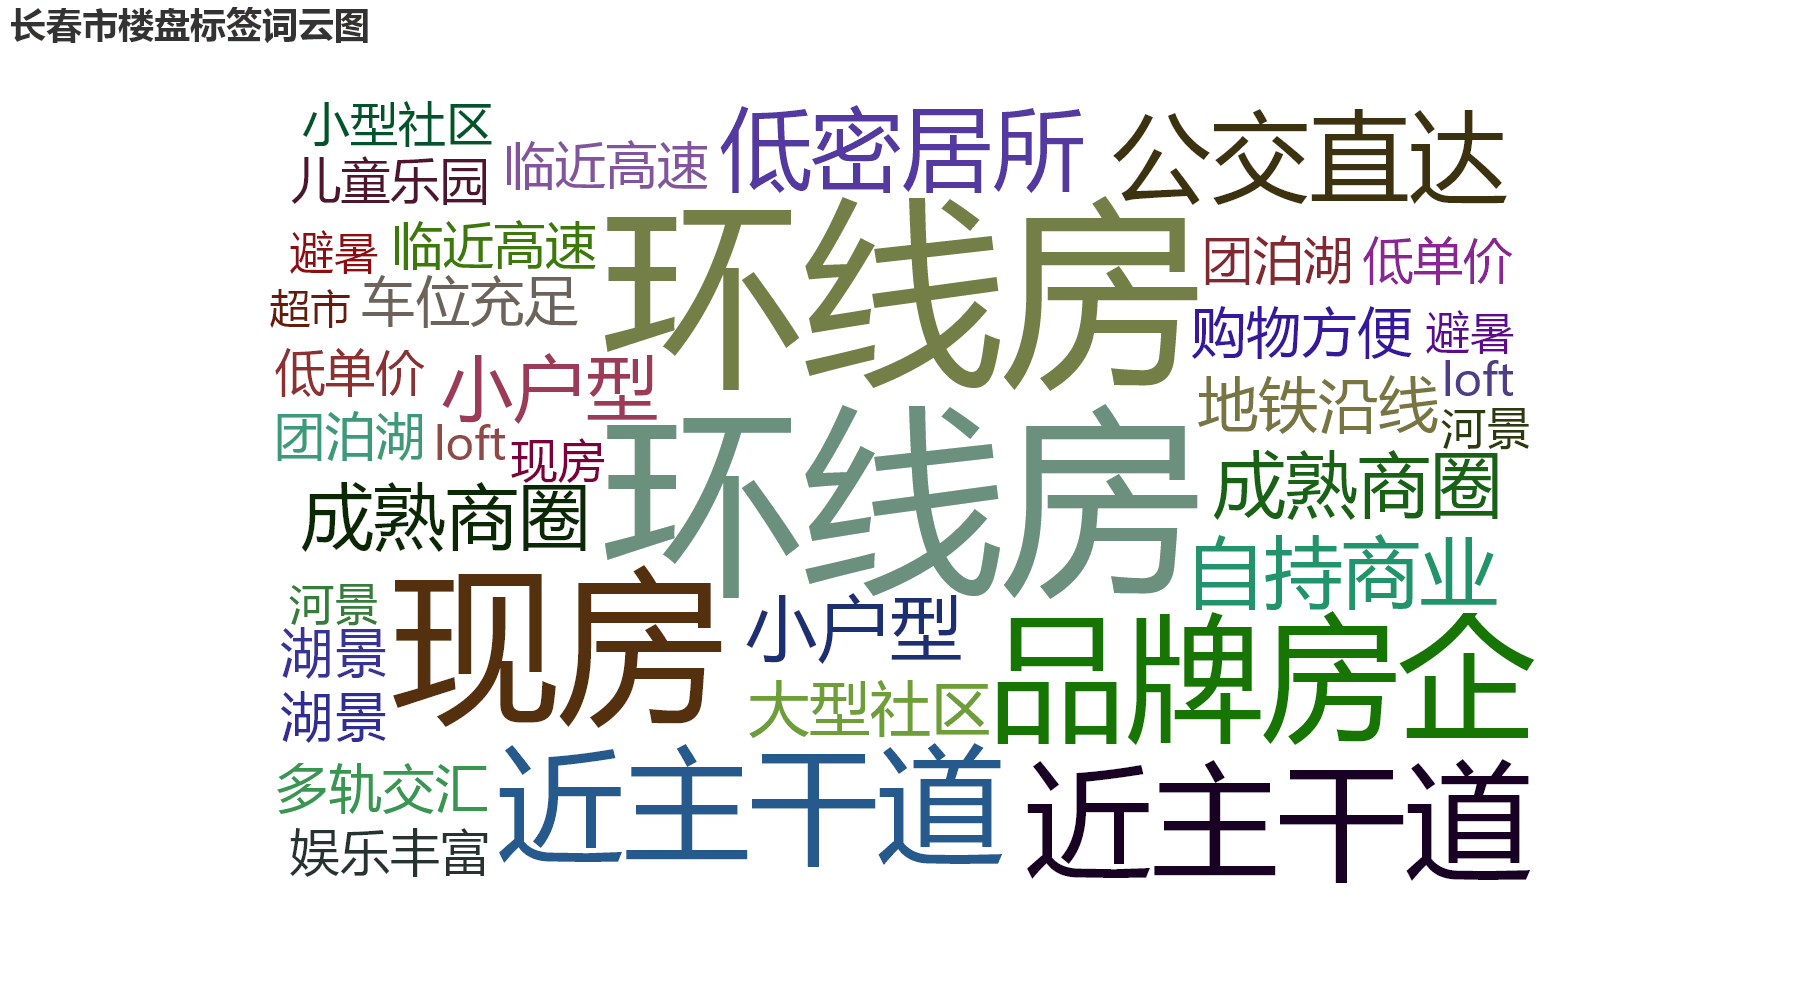 长春市楼盘标签词云图
小型社区
儿童乐园
临近高速
低密居所
公交直达
避暑
临近高速
环线房
团泊湖
低单价
超市
车位充足
购物方便
避暑
低单价
小户型
地铁沿线
loft
团泊湖
loft
现房
环线房
河景
成熟商圈
成熟商圈
自持商业
河景
现房
小户型
品牌房企
湖景
大型社区
湖景
多轨交汇
近主干道
近主干道
娱乐丰富